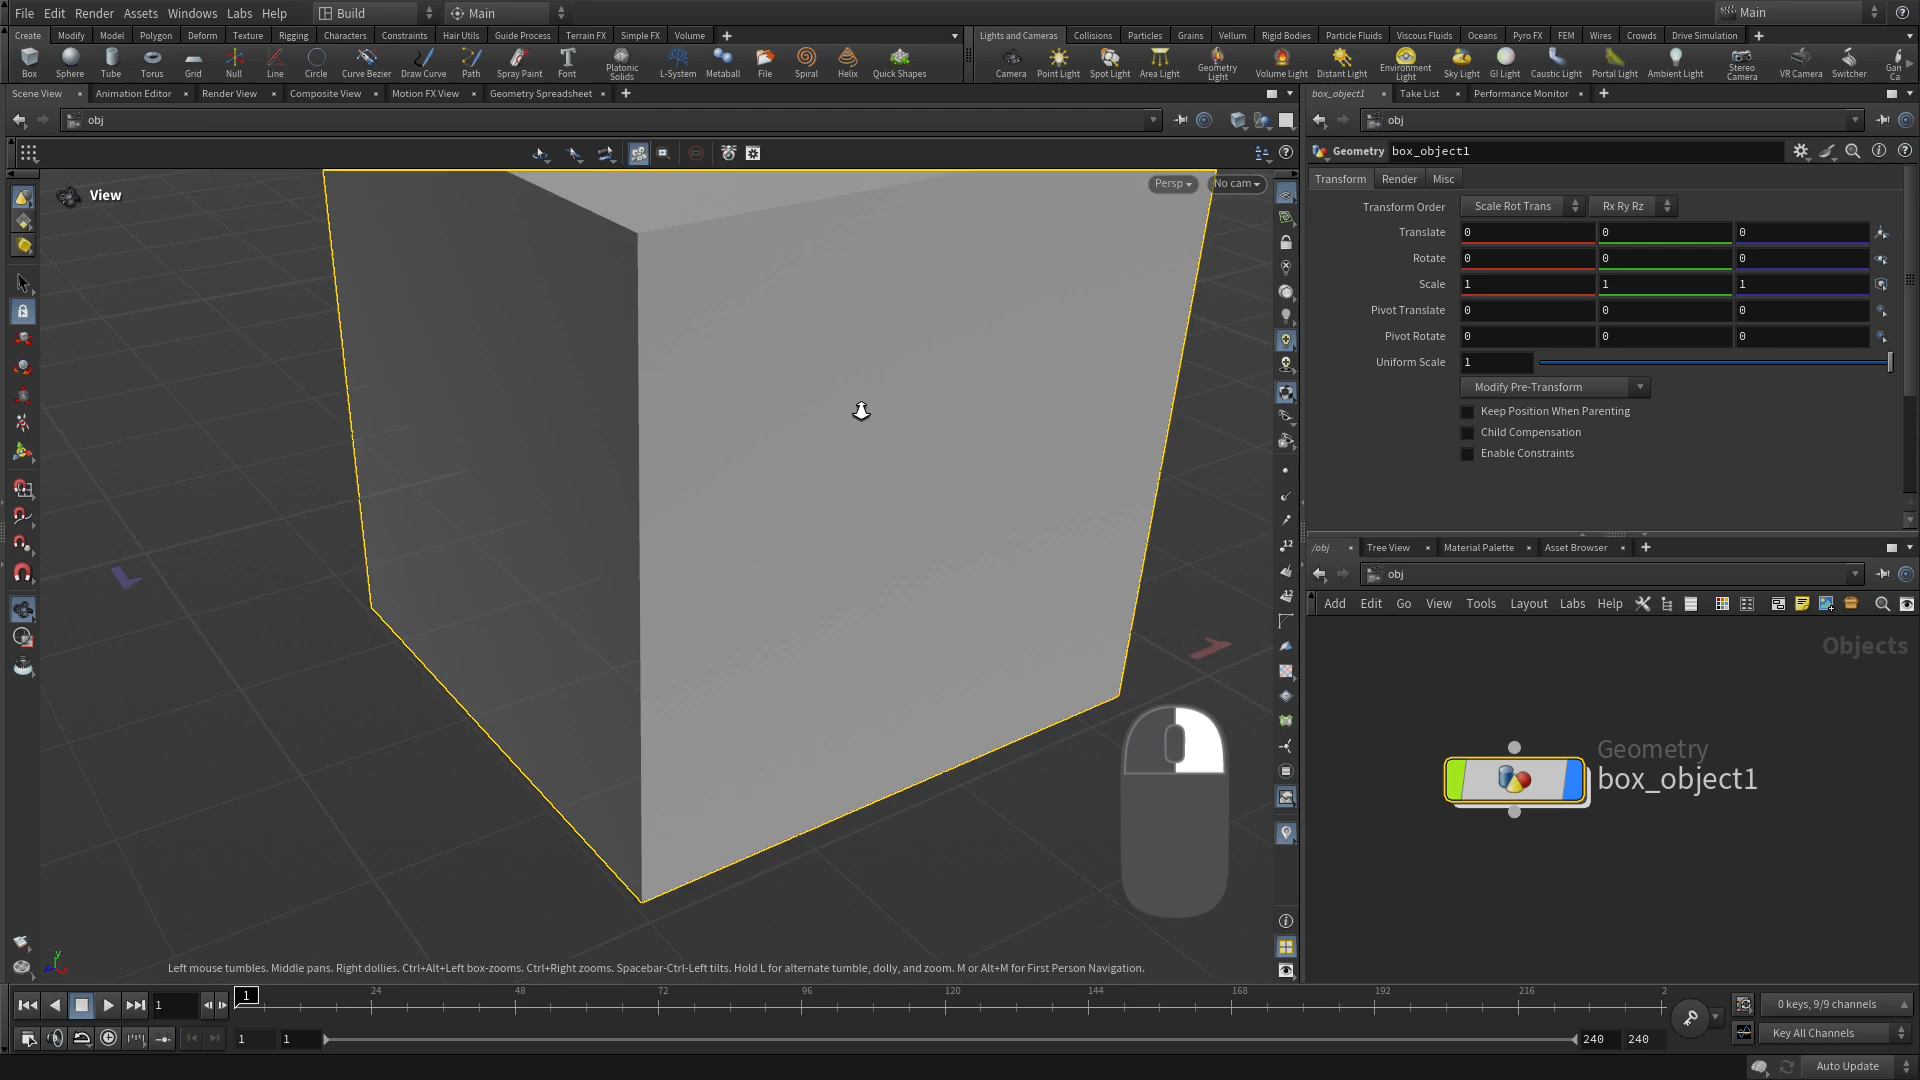 File Edit Render Assets Windows Labs Help Build Main Main
Create Modify Model Polygon Deform Texture Rigging Characters Constraints Hair Utils Guide Process Terrain FX Simple FX Volume
Lights and Cameras Collisions Particles Grains Vellum Rigid Bodies Particle Fluids Viscous Fluids Oceans Pyro FX FEM Wires Crowds Drive Simulation
Box Sphere Tube Torus Grid Null Line Circle Curve Bezier Draw Curve Path Spray Paint Font Platonic Solids L-System Metaball File Spiral Helix Quick Shapes
Camera Point Light Spot Light Area Light Geometry Light Volume Light Distant Light Environment Light Sky Light GI Light Caustic Light Portal Light Ambient Light Stereo Camera VR Camera Switcher Gan Ca
Scene View Animation Editor Render View Composite View Motion FX View Geometry Spreadsheet
box_object1 Take List Performance Monitor
obj
obj
View
Persp No cam
Geometry box_object1
Transform Render Misc
Transform Order Scale Rot Trans Rx Ry Rz
Translate 0 0 0
Rotate 0 0 0
Scale 1 1 1
Pivot Translate 0 0 0
Pivot Rotate 0 0 0
Uniform Scale 1
Modify Pre-Transform
Keep Position When Parenting
Child Compensation
Enable Constraints
/obj Tree View Material Palette Asset Browser
obj
Add Edit Go View Tools Layout Labs Help
Objects
Geometry
box_object1
12
12
y
Left mouse tumbles. Middle pans. Right dollies. Ctrl+Alt+Left box-zooms. Ctrl+Right zooms. Spacebar-Ctrl-Left tilts. Hold L for alternate tumble, dolly, and zoom. M or Alt+M for First Person Navigation.
1 1 24 48 72 96 120 144 168 192 216 2
0 keys, 9/9 channels
1 1 240 240
Key All Channels
Auto Update